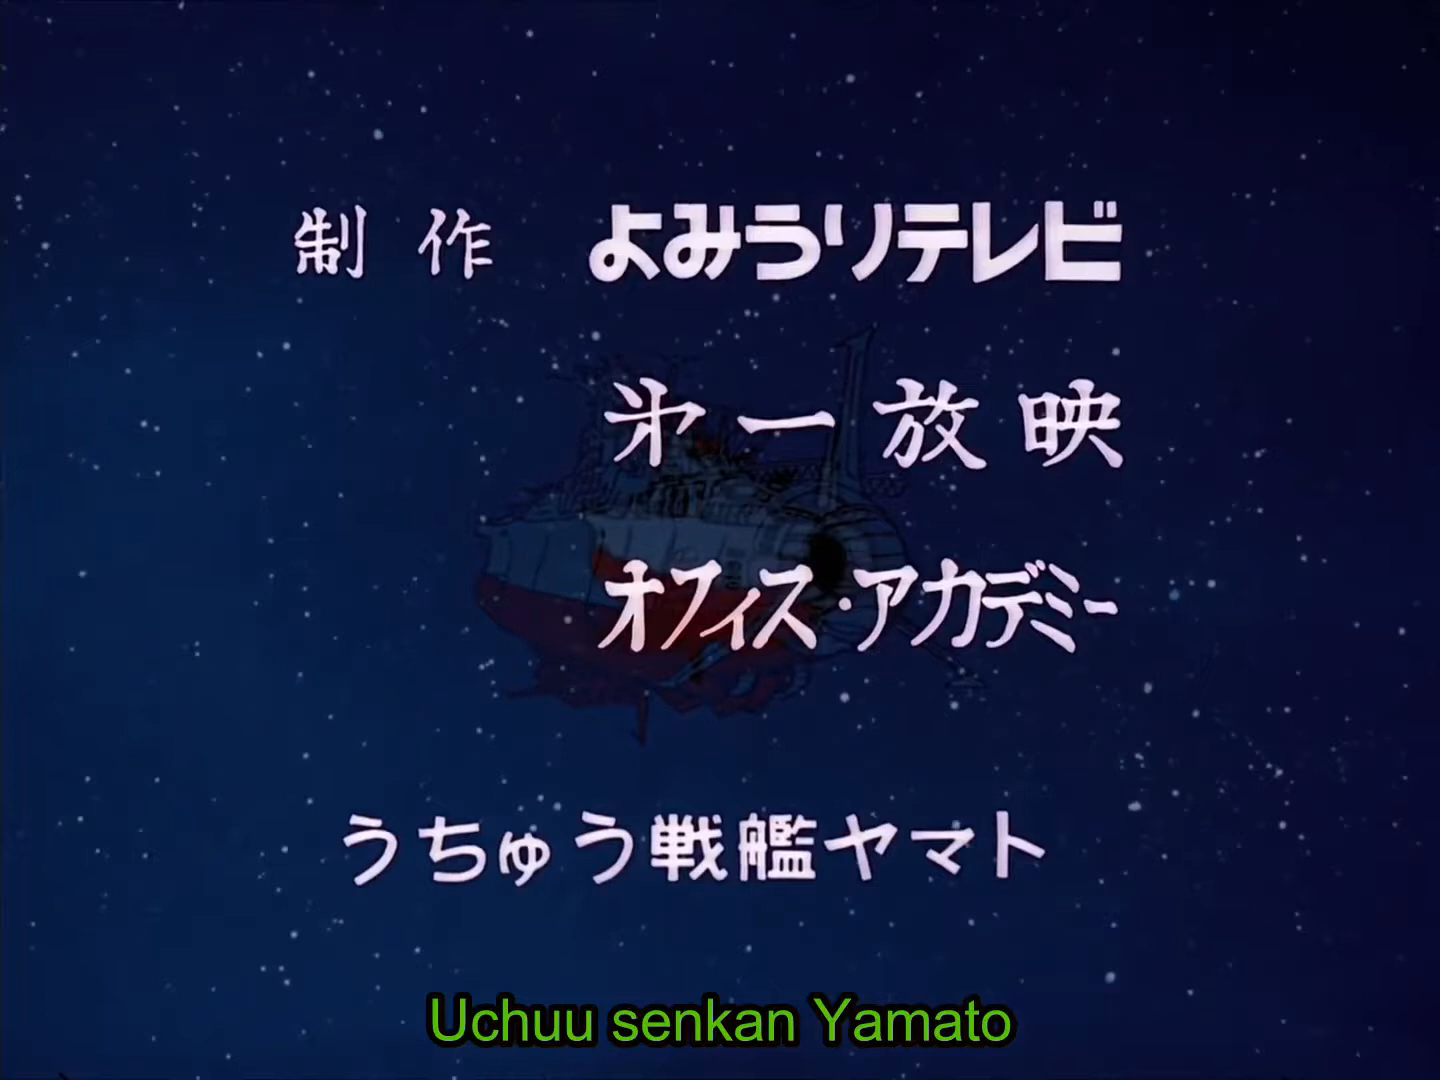 制作 よみうりテレビ
㐧一放映
オフィス・アカデミー
うちゅう戦艦ヤマト
Uchuu senkan Yamato